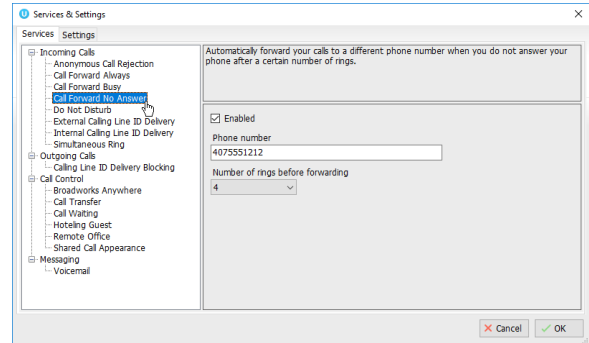 Services & Settings
Services Settings
Incoming Calls
Anonymous Call Rejection
Call Forward Always
Call Forward Busy
Call Forward No Answer
Do Not Disturb
External Calling Line ID Delivery
Internal Calling Line ID Delivery
Simultaneous Ring
Outgoing Calls
Calling Line ID Delivery Blocking
Call Control
Broadworks Anywhere
Call Transfer
Call Waiting
Hoteling Guest
Remote Office
Shared Call Appearance
Messaging
Voicemail
Automatically forward your calls to a different phone number when you do not answer your
phone after a certain number of rings.
Enabled
Phone number
4075551212
Number of rings before forwarding
4
Cancel OK